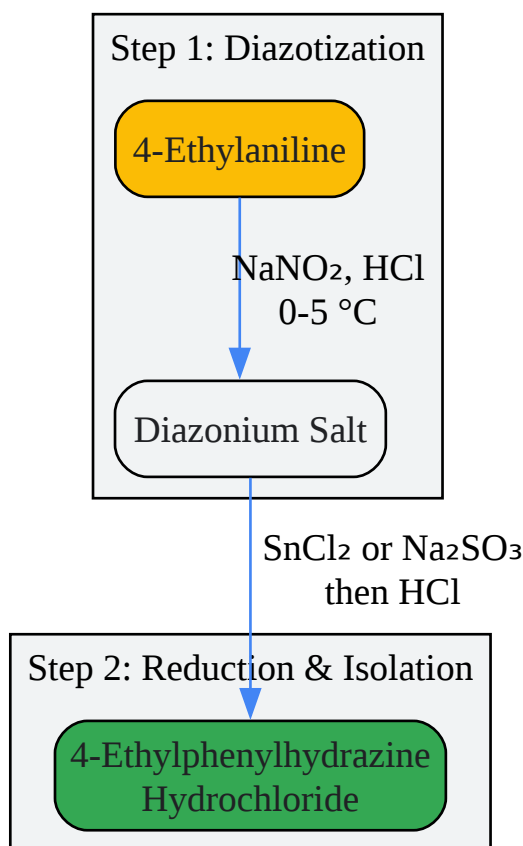 Step 1: Diazotization
4-Ethylaniline
NaNO₂, HCl
0-5 °C
Diazonium Salt
SnCl₂ or Na₂SO₃
then HCl
Step 2: Reduction & Isolation
4-Ethylphenylhydrazine
Hydrochloride